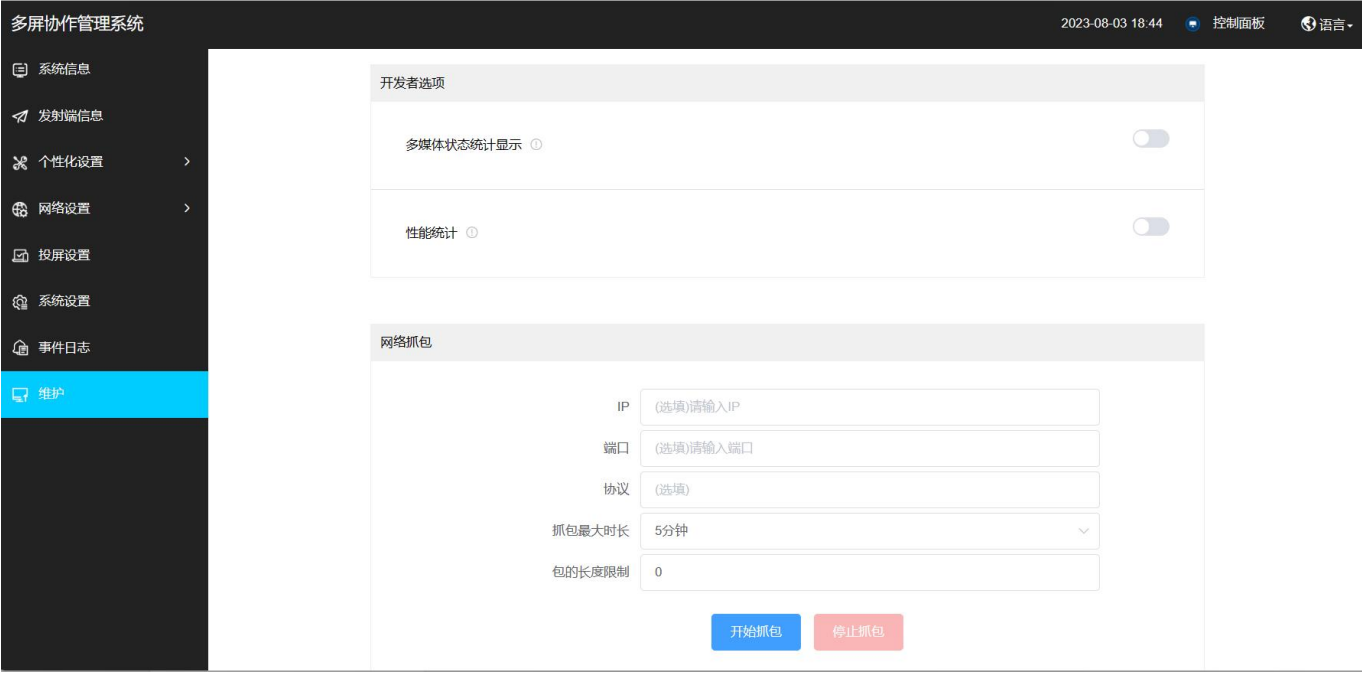 多屏协作管理系统
2023-08-03 18:44 控制面板 语言
系统信息
发射端信息
个性化设置
网络设置
投屏设置
系统设置
事件日志
维护
开发者选项
多媒体状态统计显示
性能统计
网络抓包
IP (选填)请输入IP
端口 (选填)请输入端口
协议 (选填)
抓包最大时长 5分钟
包的长度限制 0
开始抓包 停止抓包